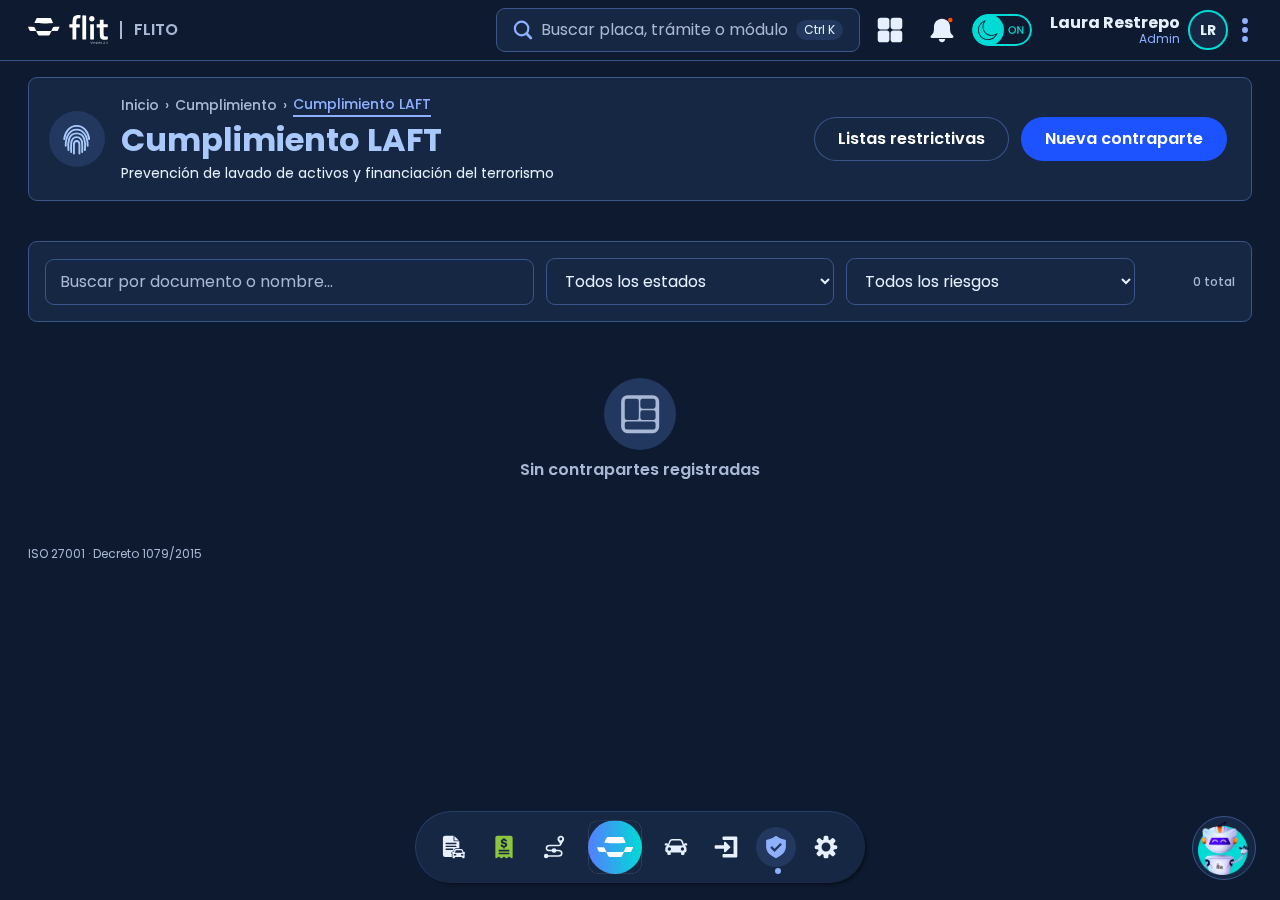 flit
FLITO
Buscar placa, trámite o módulo
Ctrl K
ON
Laura Restrepo
Admin
LR
Inicio › Cumplimiento › Cumplimiento LAFT
Cumplimiento LAFT
Prevención de lavado de activos y financiación del terrorismo
Listas restrictivas
Nueva contraparte
Buscar por documento o nombre...
Todos los estados
Todos los riesgos
0 total
Sin contrapartes registradas
ISO 27001 · Decreto 1079/2015